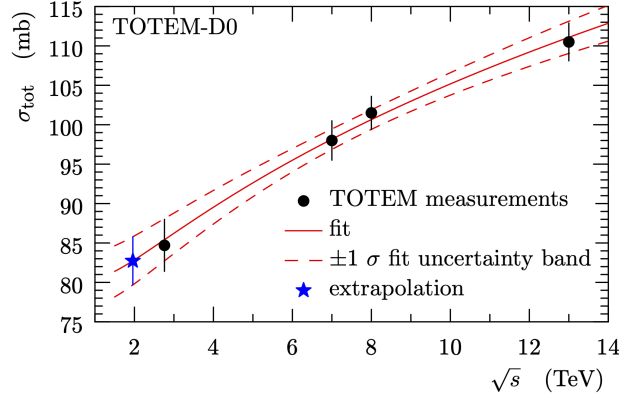 TOTEM-D0
σtot (mb)
115
110
105
100
95
90
85
80
75
TOTEM measurements
fit
±1 σ fit uncertainty band
extrapolation
2 4 6 8 10 12 14
√s (TeV)